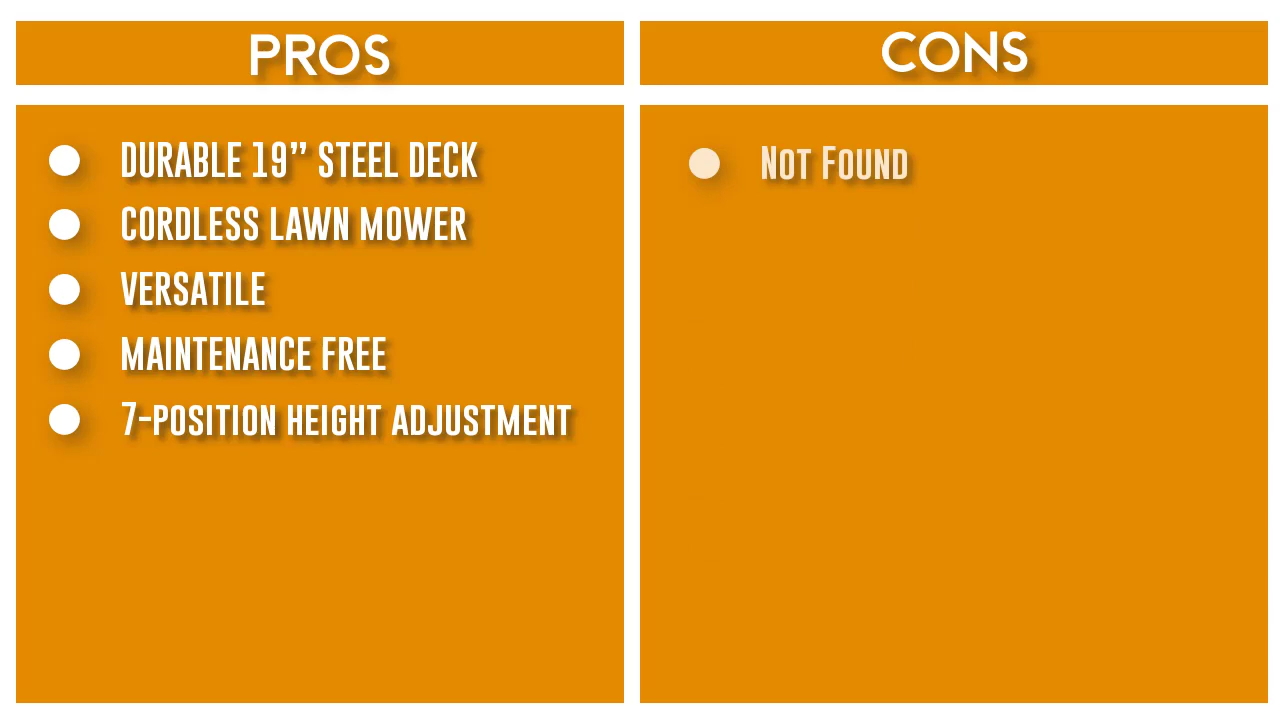 PROS
DURABLE 19” STEEL DECK
CORDLESS LAWN MOWER
VERSATILE
MAINTENANCE FREE
7-POSITION HEIGHT ADJUSTMENT
CONS
NOT FOUND